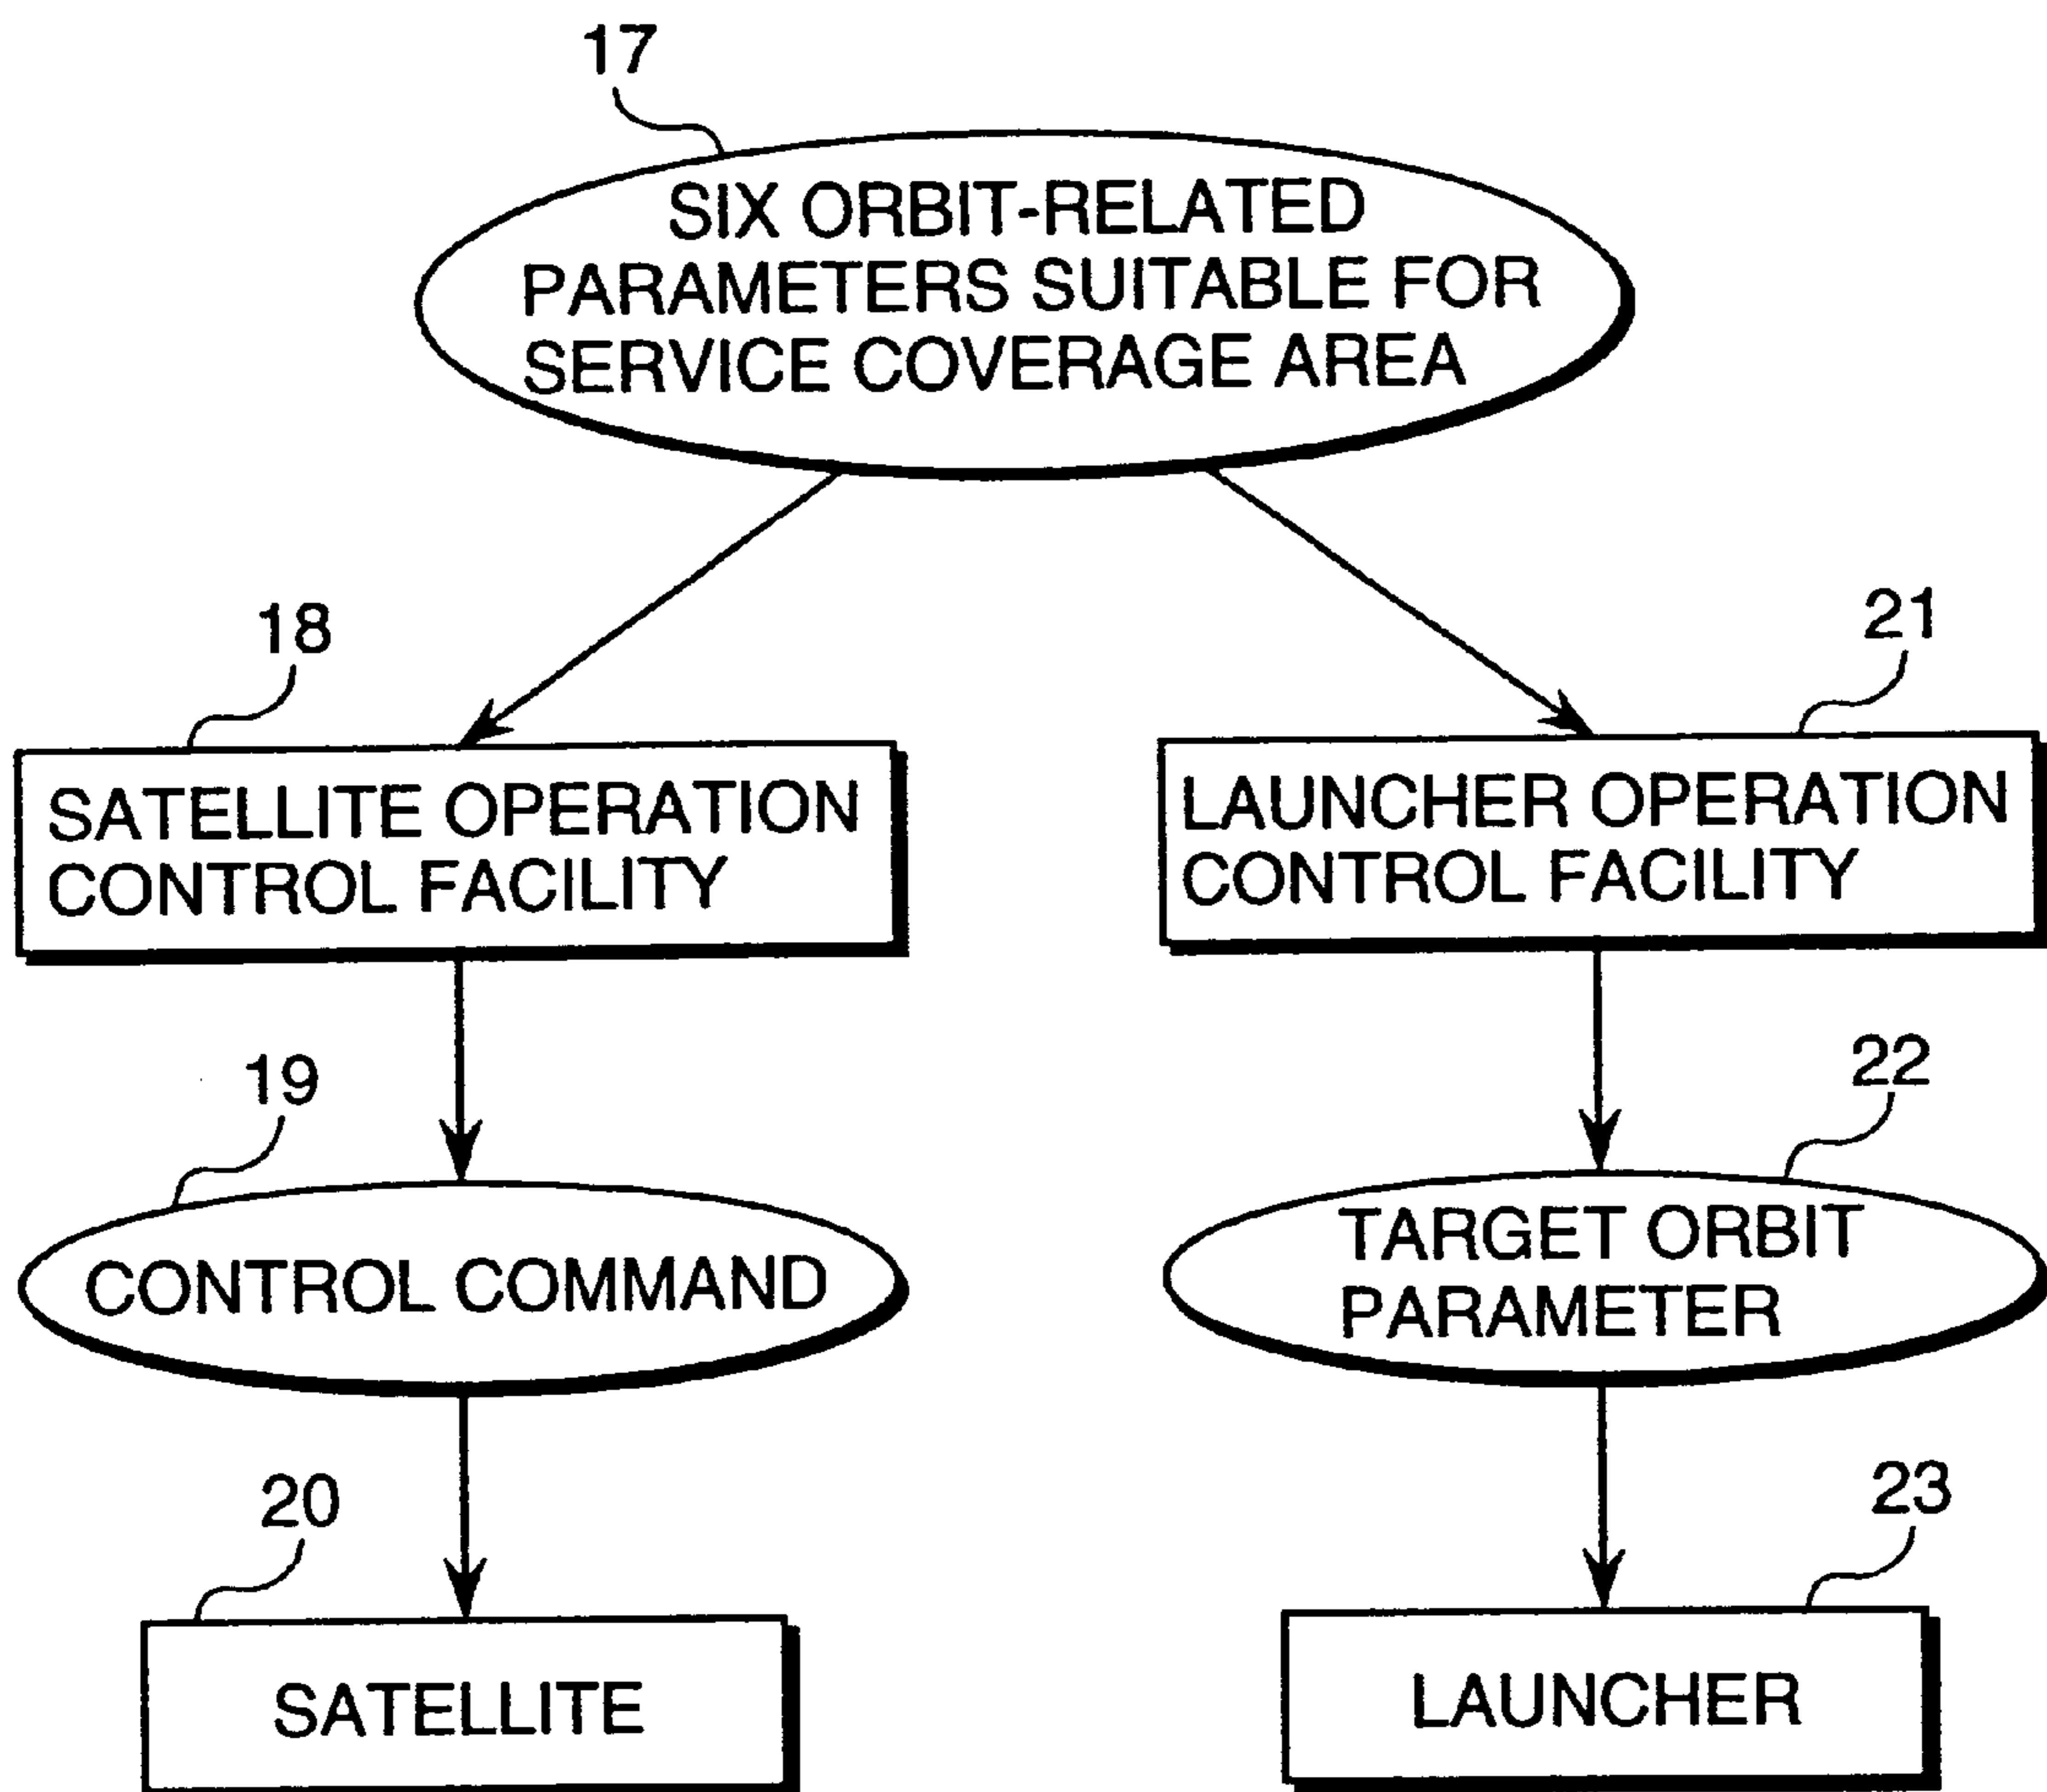 17
SIX ORBIT-RELATED
PARAMETERS SUITABLE FOR
SERVICE COVERAGE AREA
18
SATELLITE OPERATION
CONTROL FACILITY
21
LAUNCHER OPERATION
CONTROL FACILITY
19
CONTROL COMMAND
22
TARGET ORBIT
PARAMETER
20
SATELLITE
23
LAUNCHER